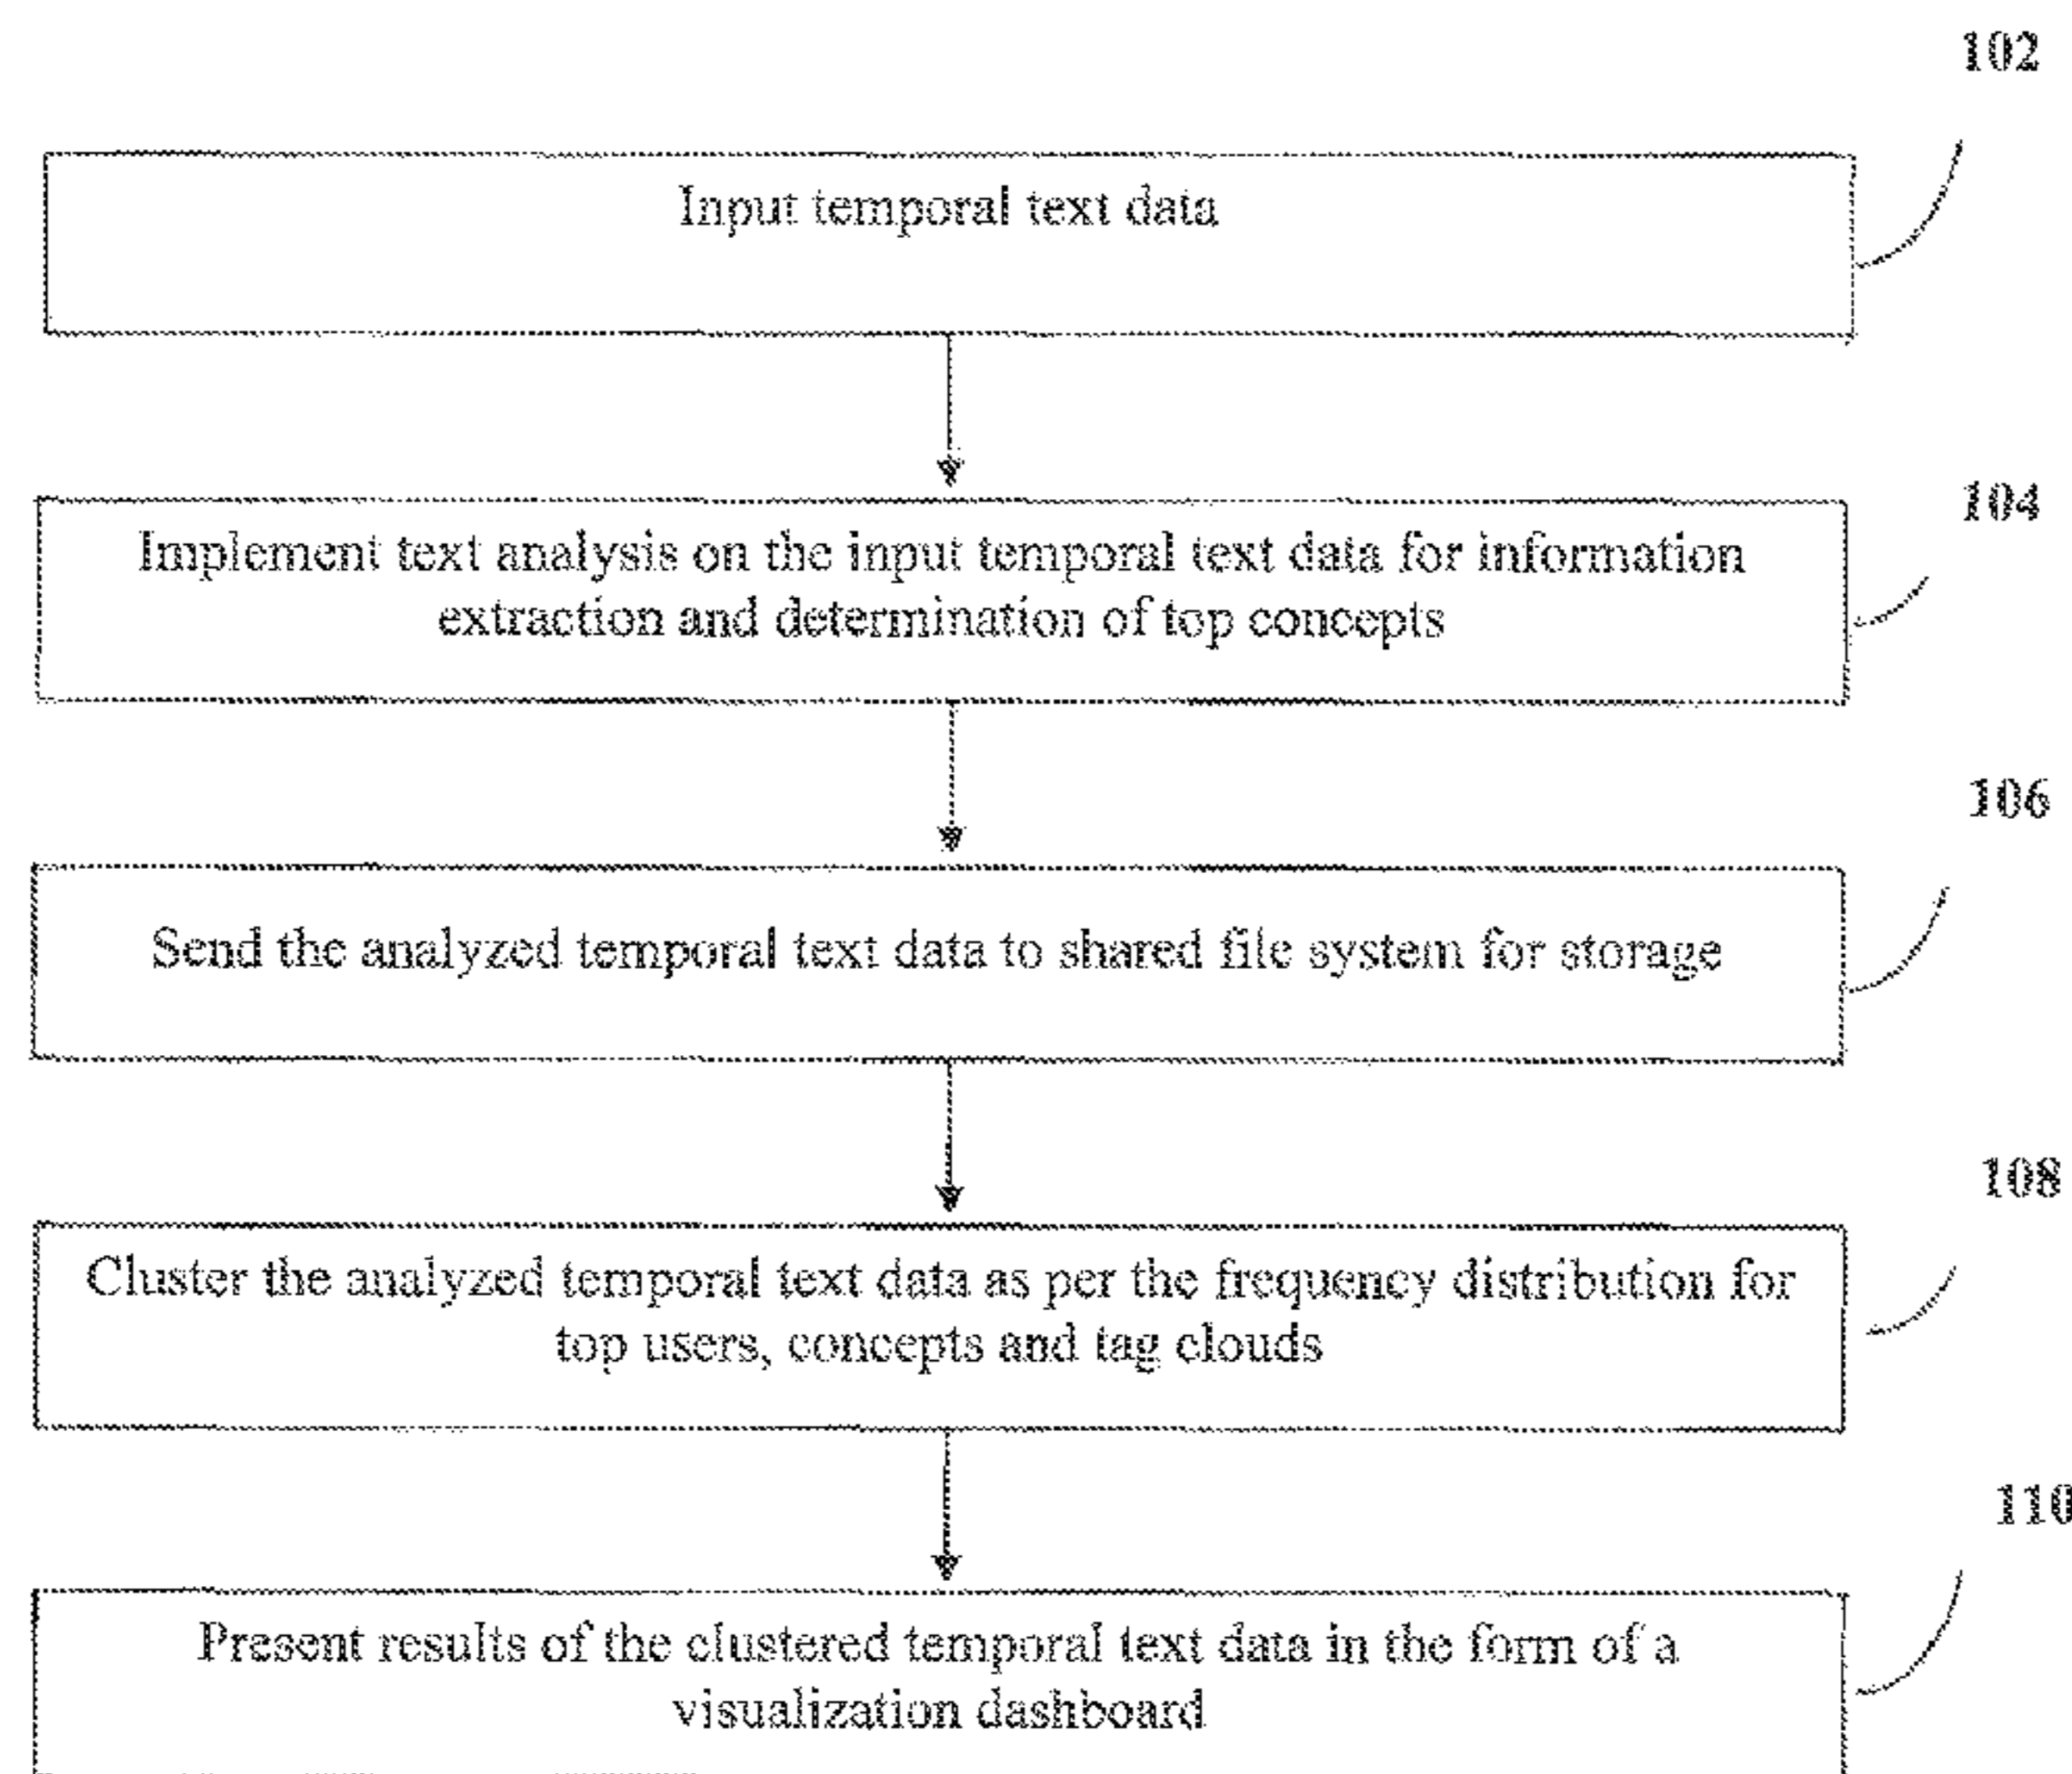 102
Input temporal text data
104
Implement text analysis on the input temporal text data for information
extraction and determination of top concepts
106
Send the analyzed temporal text data to shared file system for storage
108
Cluster the analyzed temporal text data as per the frequency distribution for
top users, concepts and tag clouds
110
Present results of the clustered temporal text data in the form of a
visualization dashboard